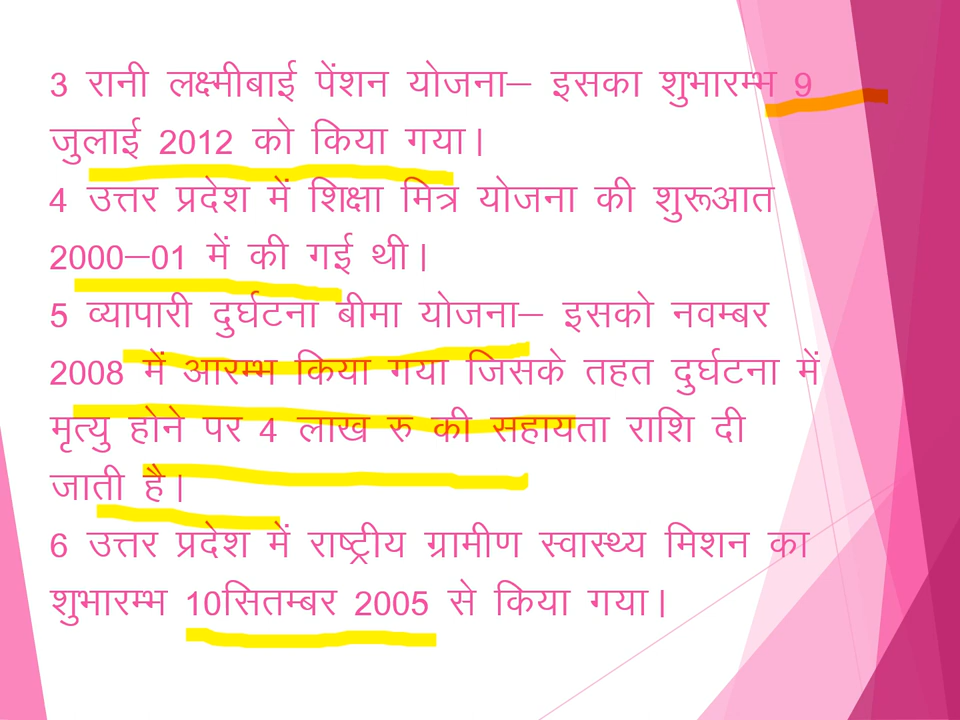 3 रानी लक्ष्मीबाई पेंशन योजना– इसका शुभारम्भ 9
जुलाई 2012 को किया गया।
4 उत्तर प्रदेश में शिक्षा मित्र योजना की शुरूआत
2000–01 में की गई थी।
5 व्यापारी दुर्घटना बीमा योजना– इसको नवम्बर
2008 में आरम्भ किया गया जिसके तहत दुर्घटना में
मृत्यु होने पर 4 लाख रु की सहायता राशि दी
जाती है।
6 उत्तर प्रदेश में राष्ट्रीय ग्रामीण स्वास्थ्य मिशन का
शुभारम्भ 10सितम्बर 2005 से किया गया।